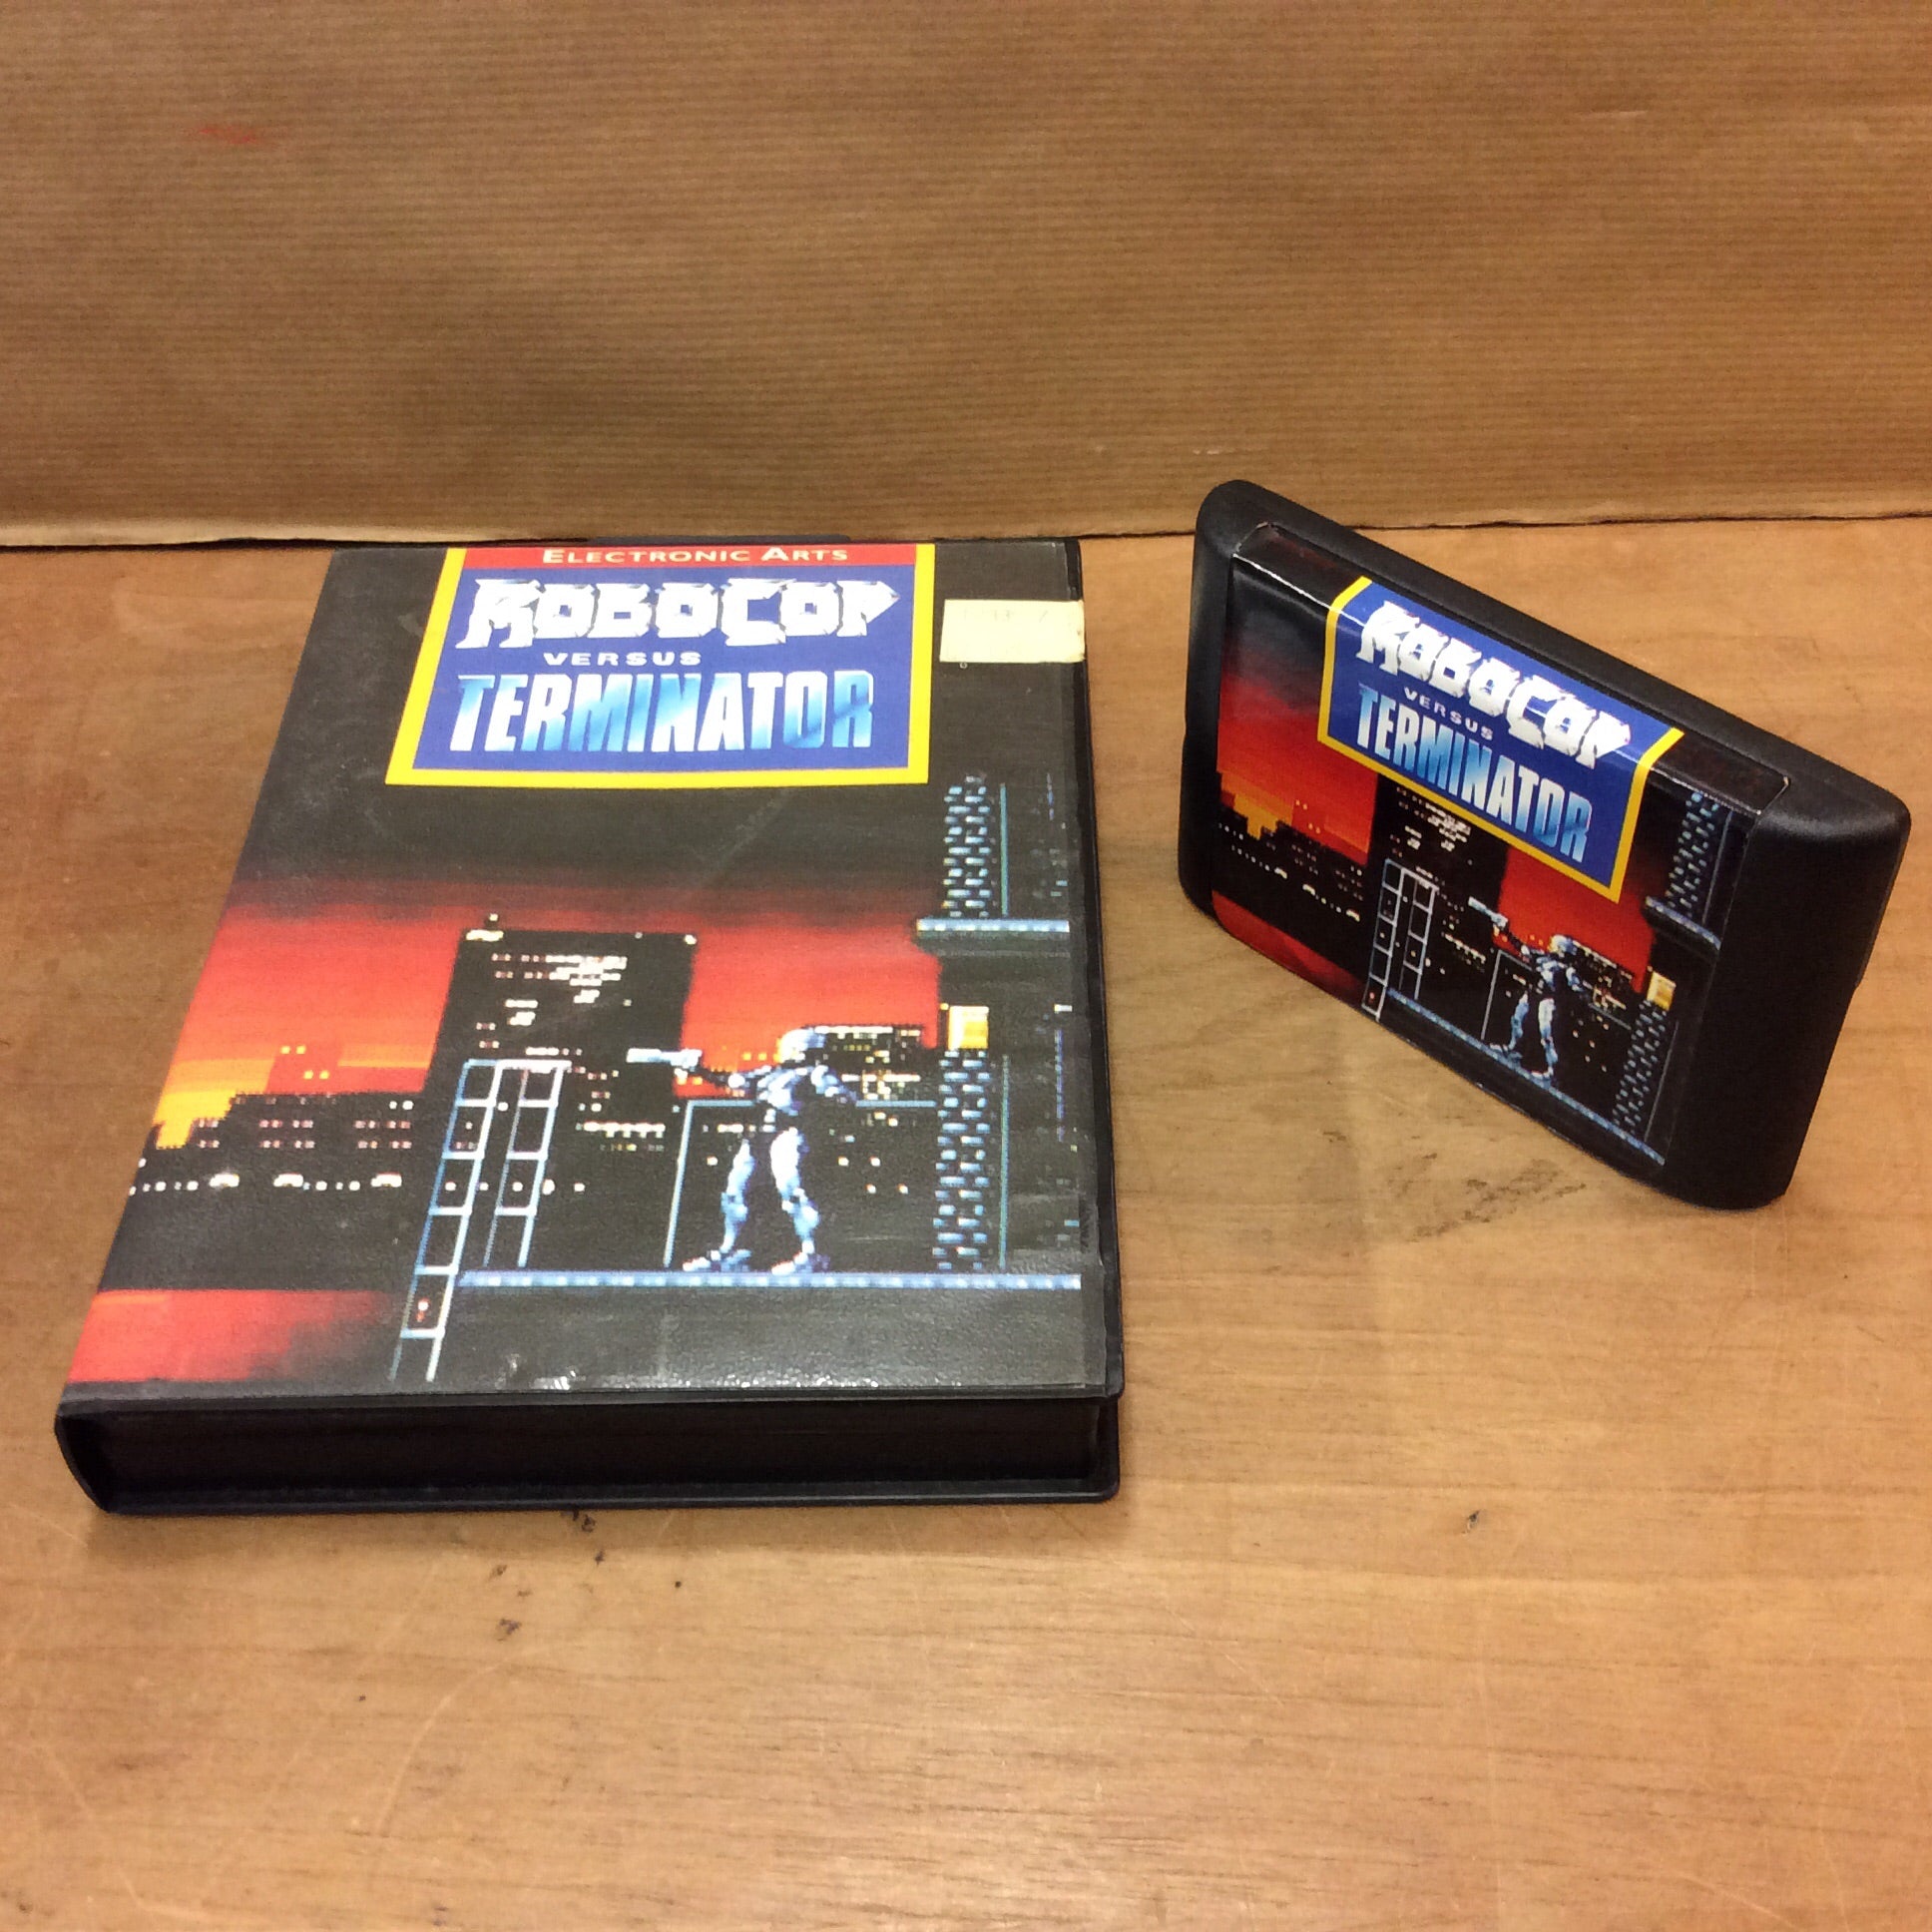 ELECTRONIC ARTS
ROBOCOP
VERSUS
TERMINATOR
ROBOCOP
VERSUS
TERMINATOR